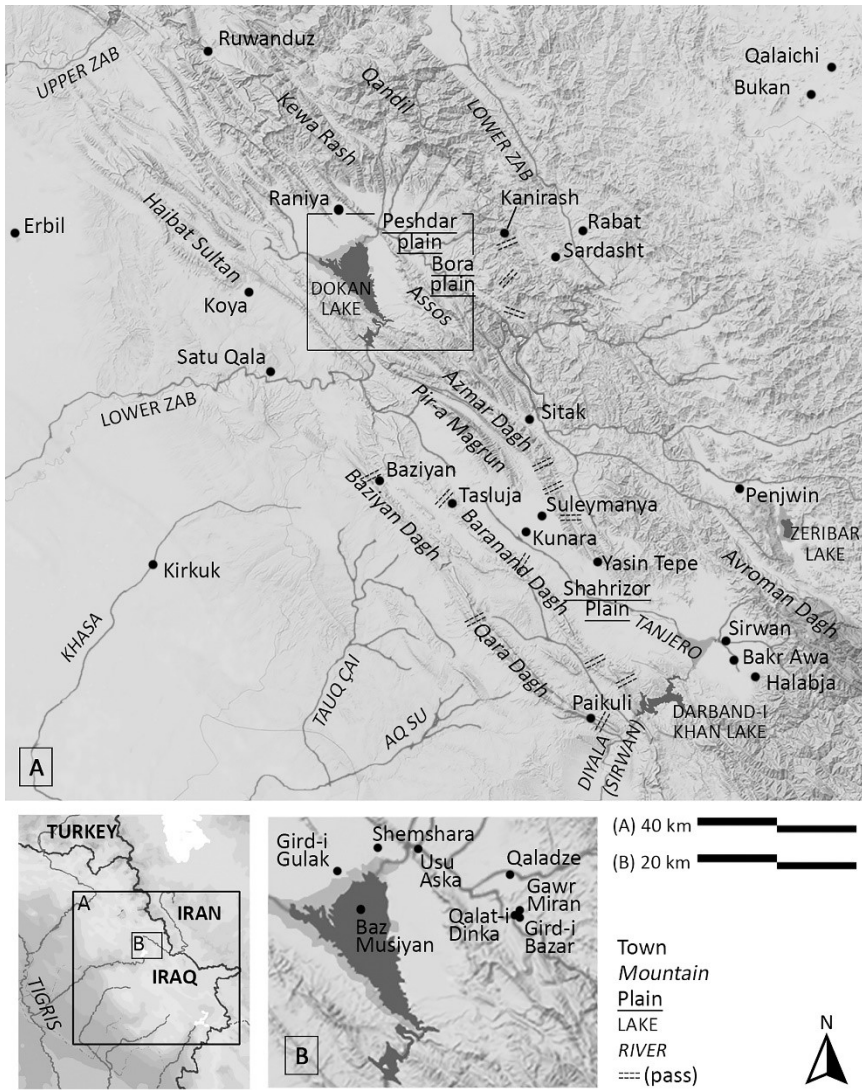 Ruwanduz
UPPER ZAB
Qandil
Kewa Rash
LOWER ZAB
Qalaichi
Bukan
Raniya
Kanirash
Peshdar
plain
Rabat
Erbil
Haibat Sultan
Bora
plain
Sardasht
DOKAN
LAKE
Assos
Koya
Satu Qala
LOWER ZAB
Azmar Dagh
Pir-a Magrun
Sitak
Baziyan
Tasluja
Penjwin
Baziyan Dagh
Baranand Dagh
Suleymanya
Kunara
ZERIBAR
LAKE
Kirkuk
Yasin Tepe
Avroman Dagh
Shahrizor
Plain
KHASA
TANJERO
Sirwan
Qara Dagh
Bakr Awa
Halabja
TAUQ ÇAI
AQ SU
Paikuli
DARBAND-I
KHAN LAKE
DIYALA
(SIRWAN)
A
TURKEY
A
IRAN
B
IRAQ
TIGRIS
Gird-i
Gulak
Shemshara
Usu
Aska
Qaladze
Gawr
Miran
Baz
Musiyan
Qalat-i
Dinka
Gird-i
Bazar
B
(A) 40 km
(B) 20 km
Town
Mountain
Plain
LAKE
RIVER
(pass)
N